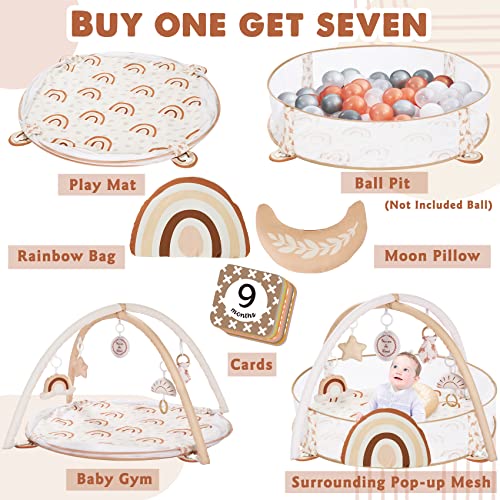 BUY ONE GET SEVEN
Play Mat
Ball Pit
(Not Included Ball)
Rainbow Bag
Moon Pillow
9
months
Cards
Baby Gym
Surrounding Pop-up Mesh